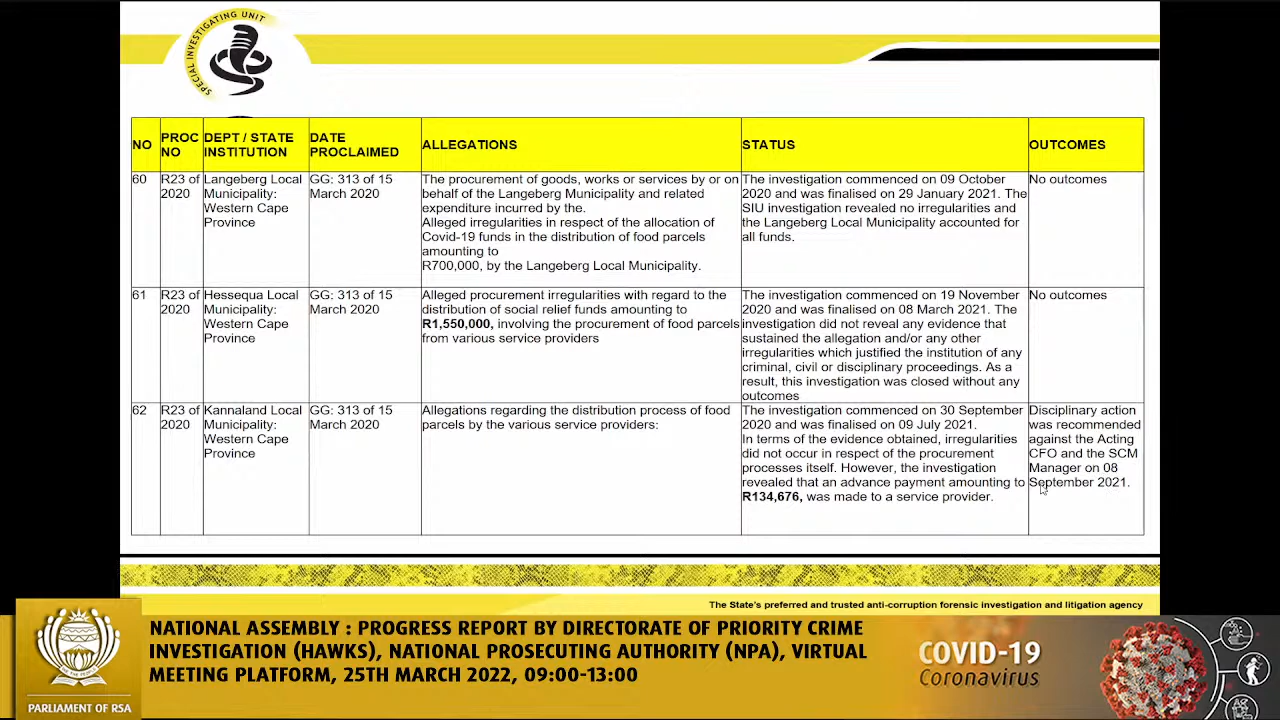 SPECIAL INVESTIGATING UNIT
NO
PROC
NO
DEPT / STATE
INSTITUTION
DATE
PROCLAIMED
ALLEGATIONS
STATUS
OUTCOMES
60
R23 of
2020
Langeberg Local
Municipality:
Western Cape
Province
GG: 313 of 15
March 2020
The procurement of goods, works or services by or on
behalf of the Langeberg Municipality and related
expenditure incurred by the.
Alleged irregularities in respect of the allocation of
Covid-19 funds in the distribution of food parcels
amounting to
R700,000, by the Langeberg Local Municipality.
The investigation commenced on 09 October
2020 and was finalised on 29 January 2021. The
SIU investigation revealed no irregularities and
the Langeberg Local Municipality accounted for
all funds.
No outcomes
61
R23 of
2020
Hessequa Local
Municipality:
Western Cape
Province
GG: 313 of 15
March 2020
Alleged procurement irregularities with regard to the
distribution of social relief funds amounting to
R1,550,000, involving the procurement of food parcels
from various service providers
The investigation commenced on 19 November
2020 and was finalised on 08 March 2021. The
investigation did not reveal any evidence that
sustained the allegation and/or any other
irregularities which justified the institution of any
criminal, civil or disciplinary proceedings. As a
result, this investigation was closed without any
outcomes
No outcomes
62
R23 of
2020
Kannaland Local
Municipality:
Western Cape
Province
GG: 313 of 15
March 2020
Allegations regarding the distribution process of food
parcels by the various service providers:
The investigation commenced on 30 September
2020 and was finalised on 09 July 2021.
In terms of the evidence obtained, irregularities
did not occur in respect of the procurement
processes itself. However, the investigation
revealed that an advance payment amounting to
R134,676, was made to a service provider.
Disciplinary action
was recommended
against the Acting
CFO and the SCM
Manager on 08
September 2021.
The State's preferred and trusted anti-corruption forensic investigation and litigation agency
PARLIAMENT OF RSA
NATIONAL ASSEMBLY : PROGRESS REPORT BY DIRECTORATE OF PRIORITY CRIME
INVESTIGATION (HAWKS), NATIONAL PROSECUTING AUTHORITY (NPA), VIRTUAL
MEETING PLATFORM, 25TH MARCH 2022, 09:00-13:00
COVID-19
Coronavirus